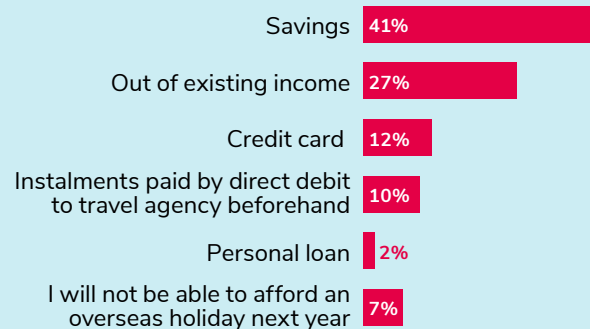 Savings 41%
Out of existing income 27%
Credit card 12%
Instalments paid by direct debit
to travel agency beforehand 10%
Personal loan 2%
I will not be able to afford an
overseas holiday next year 7%